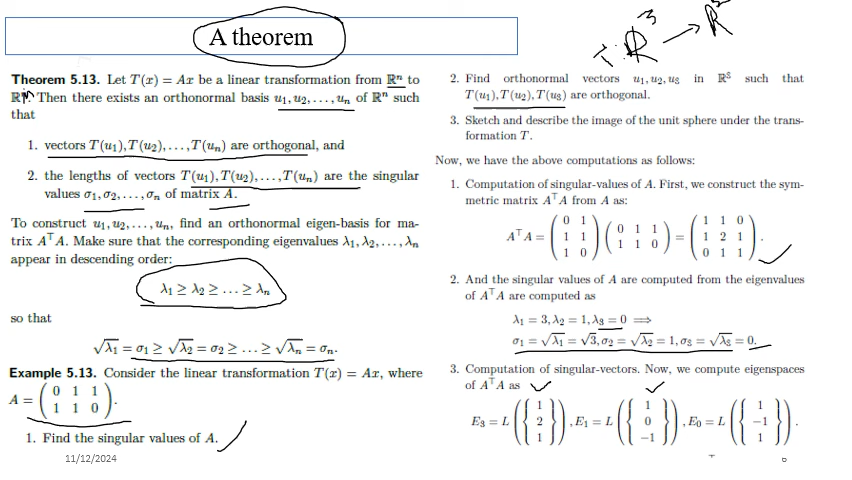 A theorem
T: ℝ³ → ℝ²
Theorem 5.13. Let T(x) = Ax be a linear transformation from ℝⁿ to
ℝᵐ. Then there exists an orthonormal basis u₁, u₂, . . . , uₙ of ℝⁿ such
that
1. vectors T(u₁), T(u₂), . . . , T(uₙ) are orthogonal, and
2. the lengths of vectors T(u₁), T(u₂), . . . , T(uₙ) are the singular
values σ₁, σ₂, . . . , σₙ of matrix A.
To construct u₁, u₂, . . . , uₙ, find an orthonormal eigen-basis for ma-
trix AᵀA. Make sure that the corresponding eigenvalues λ₁, λ₂, . . . , λₙ
appear in descending order:
λ₁ ≥ λ₂ ≥ . . . ≥ λₙ
so that
√λ₁ = σ₁ ≥ √λ₂ = σ₂ ≥ . . . ≥ √λₙ = σₙ.
Example 5.13. Consider the linear transformation T(x) = Ax, where
A = ( 0 1 1
1 1 0 ).
1. Find the singular values of A.
11/12/2024
2. Find orthonormal vectors u₁, u₂, u₃ in ℝ³ such that
T(u₁), T(u₂), T(u₃) are orthogonal.
3. Sketch and describe the image of the unit sphere under the trans-
formation T.
Now, we have the above computations as follows:
1. Computation of singular-values of A. First, we construct the sym-
metric matrix AᵀA from A as:
AᵀA = ( 0 1
1 1
1 0 ) ( 0 1 1
1 1 0 ) = ( 1 1 0
1 2 1
0 1 1 ).
2. And the singular values of A are computed from the eigenvalues
of AᵀA are computed as
λ₁ = 3, λ₂ = 1, λ₃ = 0 ⟹
σ₁ = √λ₁ = √3, σ₂ = √λ₂ = 1, σ₃ = √λ₃ = 0.
3. Computation of singular-vectors. Now, we compute eigenspaces
of AᵀA as
E₃ = L ( { 1 2 1 } ), E₁ = L ( { 1 0 −1 } ), E₀ = L ( { 1 −1 1 } ).